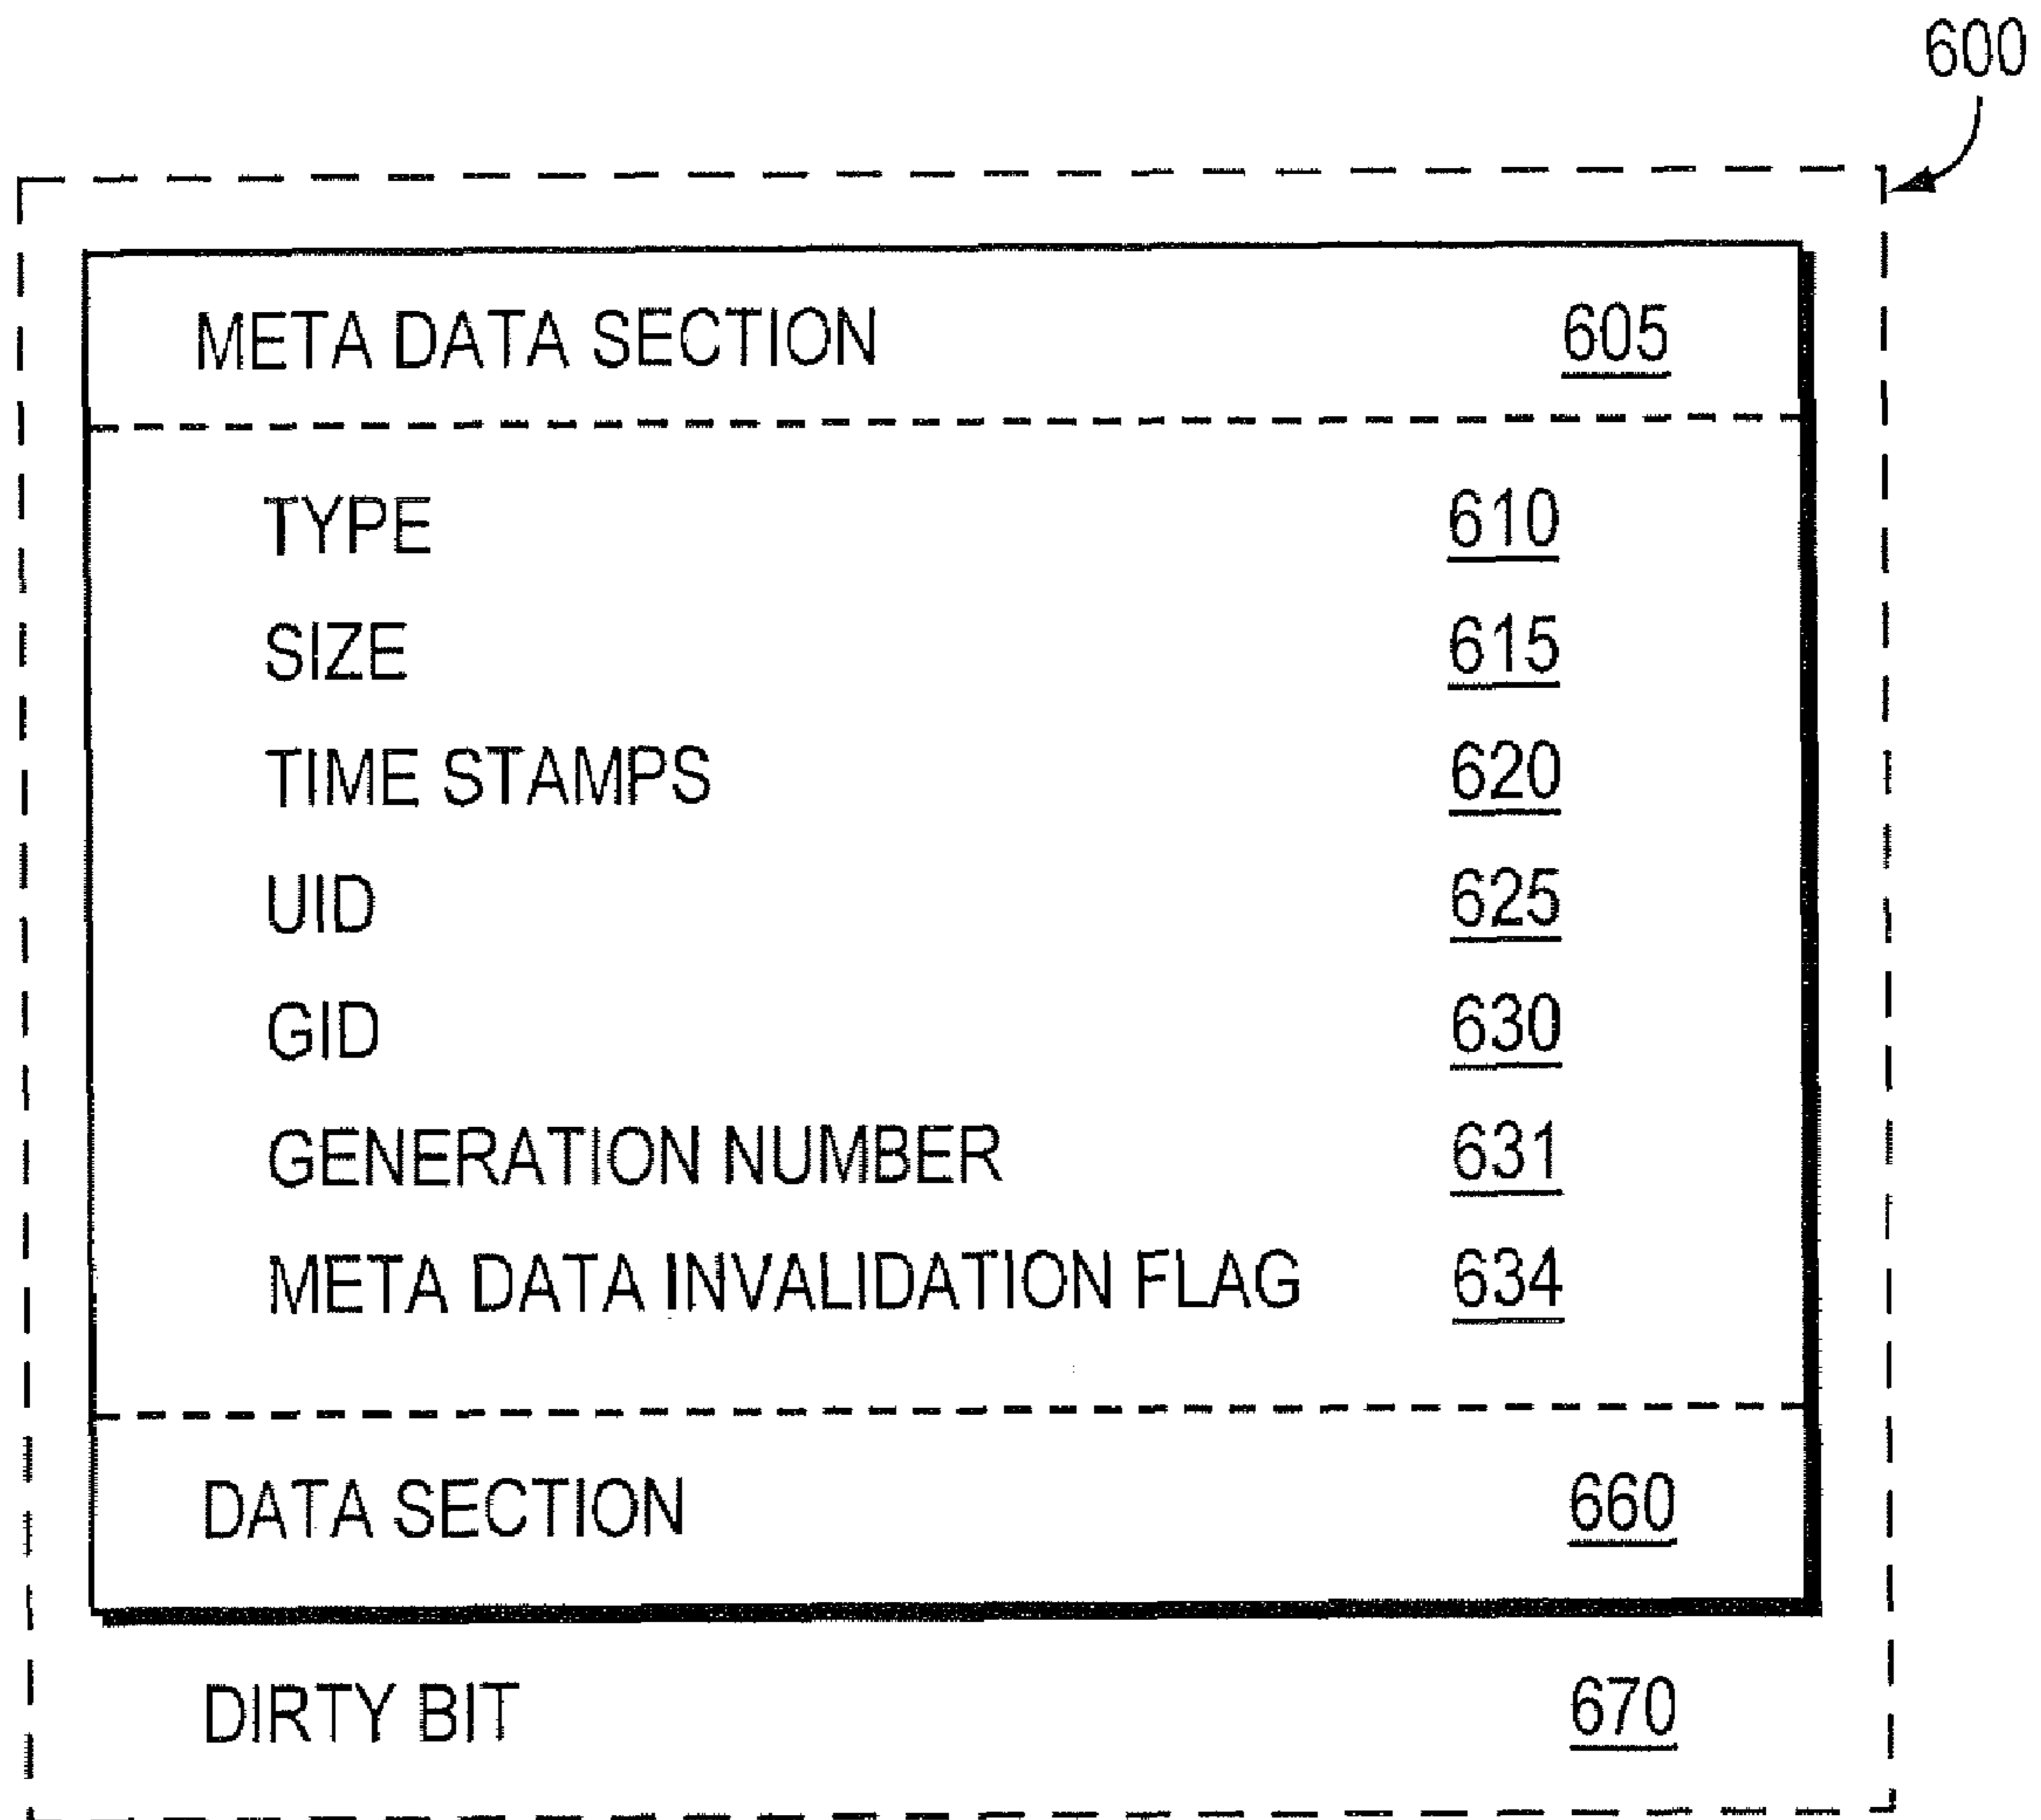 600
META DATA SECTION 605
TYPE 610
SIZE 615
TIME STAMPS 620
UID 625
GID 630
GENERATION NUMBER 631
META DATA INVALIDATION FLAG 634
DATA SECTION 660
DIRTY BIT 670